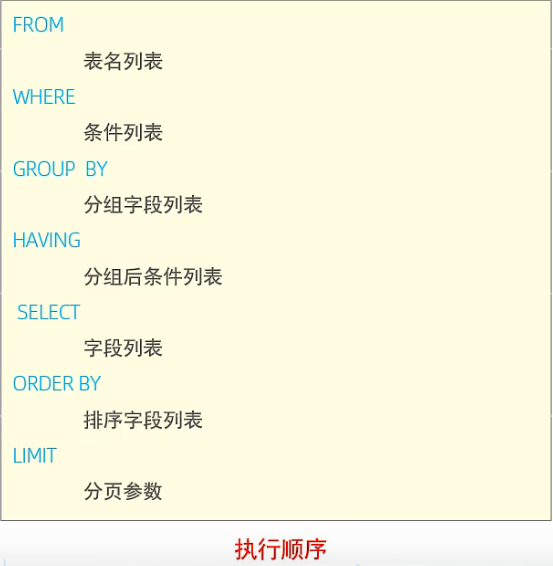 FROM
表名列表
WHERE
条件列表
GROUP BY
分组字段列表
HAVING
分组后条件列表
SELECT
字段列表
ORDER BY
排序字段列表
LIMIT
分页参数
执行顺序